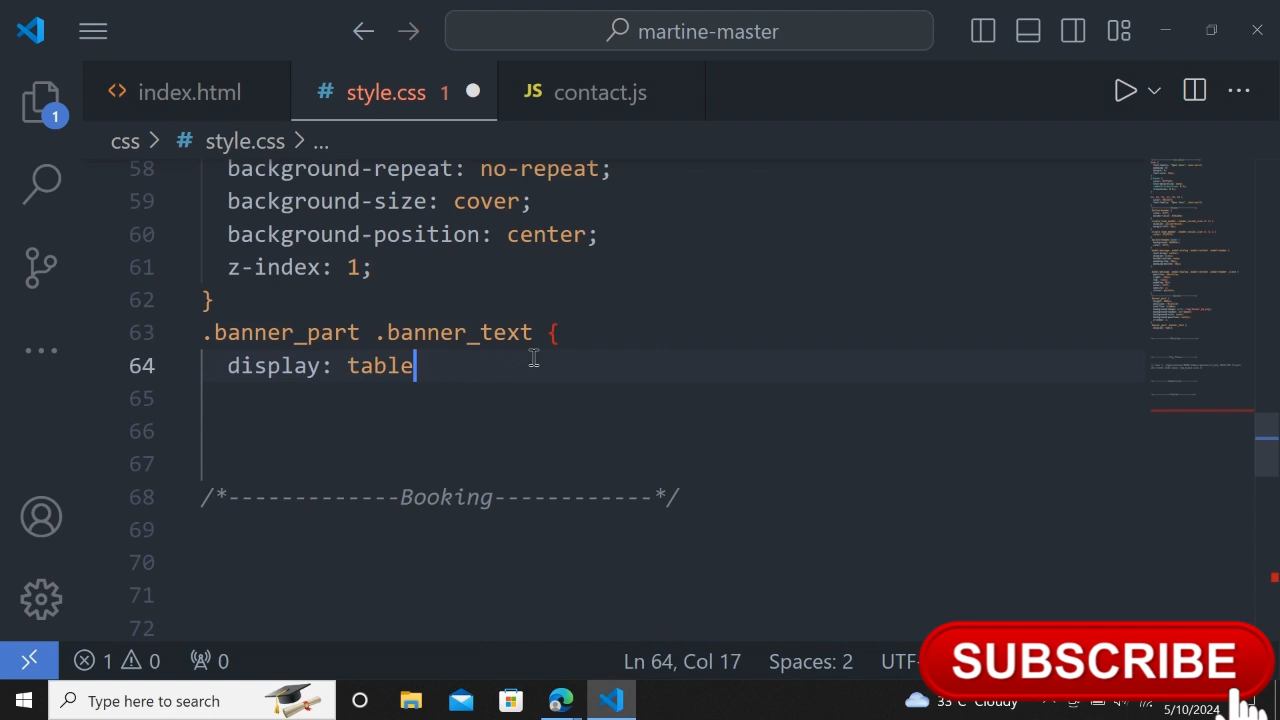 martine-master
index.html
# style.css 1
JS contact.js
1
css > # style.css > ...
58 background-repeat: no-repeat;
59 background-size: cover;
60 background-position: center;
61 z-index: 1;
62 }
63 .banner_part .banner_text {
64 display: table
65
66
67
68 /*-------------Booking------------*/
69
70
71
72
1 0 0
Ln 64, Col 17 Spaces: 2 UTF-
SUBSCRIBE
Type here to search
33°C Cloudy
5/10/2024